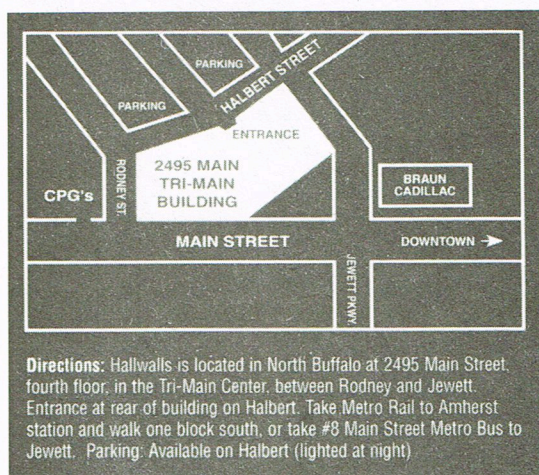 PARKING
PARKING
HALBERT STREET
ENTRANCE
2495 MAIN
TRI-MAIN
BUILDING
RODNEY ST.
CPG's
BRAUN
CADILLAC
MAIN STREET
DOWNTOWN →
JEWETT PKWY.
Directions: Hallwalls is located in North Buffalo at 2495 Main Street,
fourth floor, in the Tri-Main Center, between Rodney and Jewett.
Entrance at rear of building on Halbert. Take Metro Rail to Amherst
station and walk one block south, or take #8 Main Street Metro Bus to
Jewett. Parking: Available on Halbert (lighted at night)